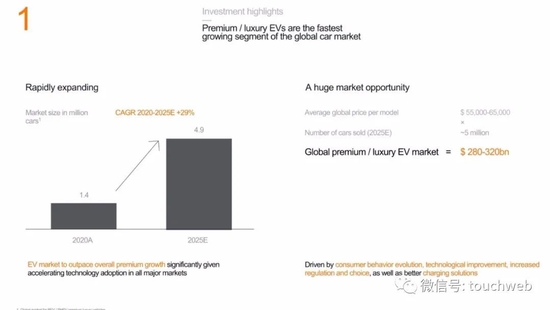 1
Investment highlights
Premium / luxury EVs are the fastest
growing segment of the global car market
Rapidly expanding
Market size in million
cars¹
CAGR 2020-2025E +29%
4.9
1.4
2020A
2025E
EV market to outpace overall premium growth significantly given
accelerating technology adoption in all major markets
A huge market opportunity
Average global price per model
$ 55,000-65,000
×
Number of cars sold (2025E)
~5 million
Global premium / luxury EV market = $ 280-320bn
Driven by consumer behavior evolution, technological improvement, increased
regulation and choice, as well as better charging solutions
微信号: touchweb